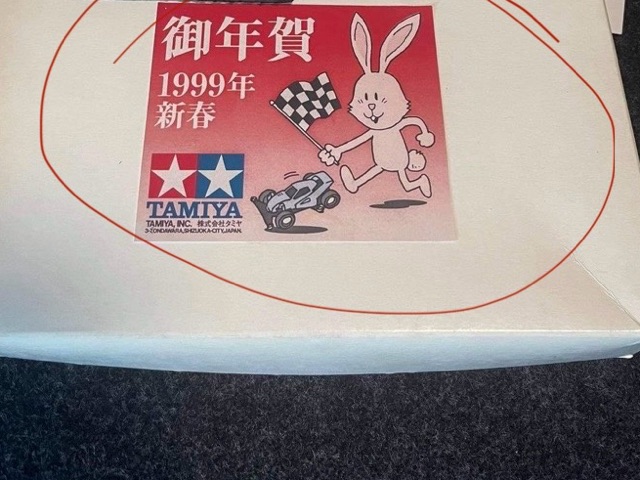 御年賀
1999年
新春
TAMIYA
TAMIYA, INC. 株式会社タミヤ
3-7,ONDAWARA,SHIZUOKA-CITY,JAPAN.